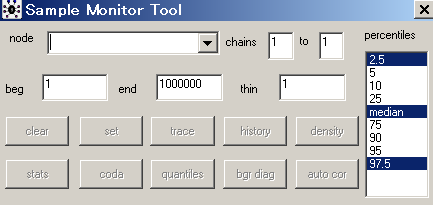 Sample Monitor Tool
node chains 1 to 1 percentiles
beg 1 end 1000000 thin 1
2.5
5
10
25
median
75
90
95
97.5
clear set trace history density
stats coda quantiles bgr diag auto cor